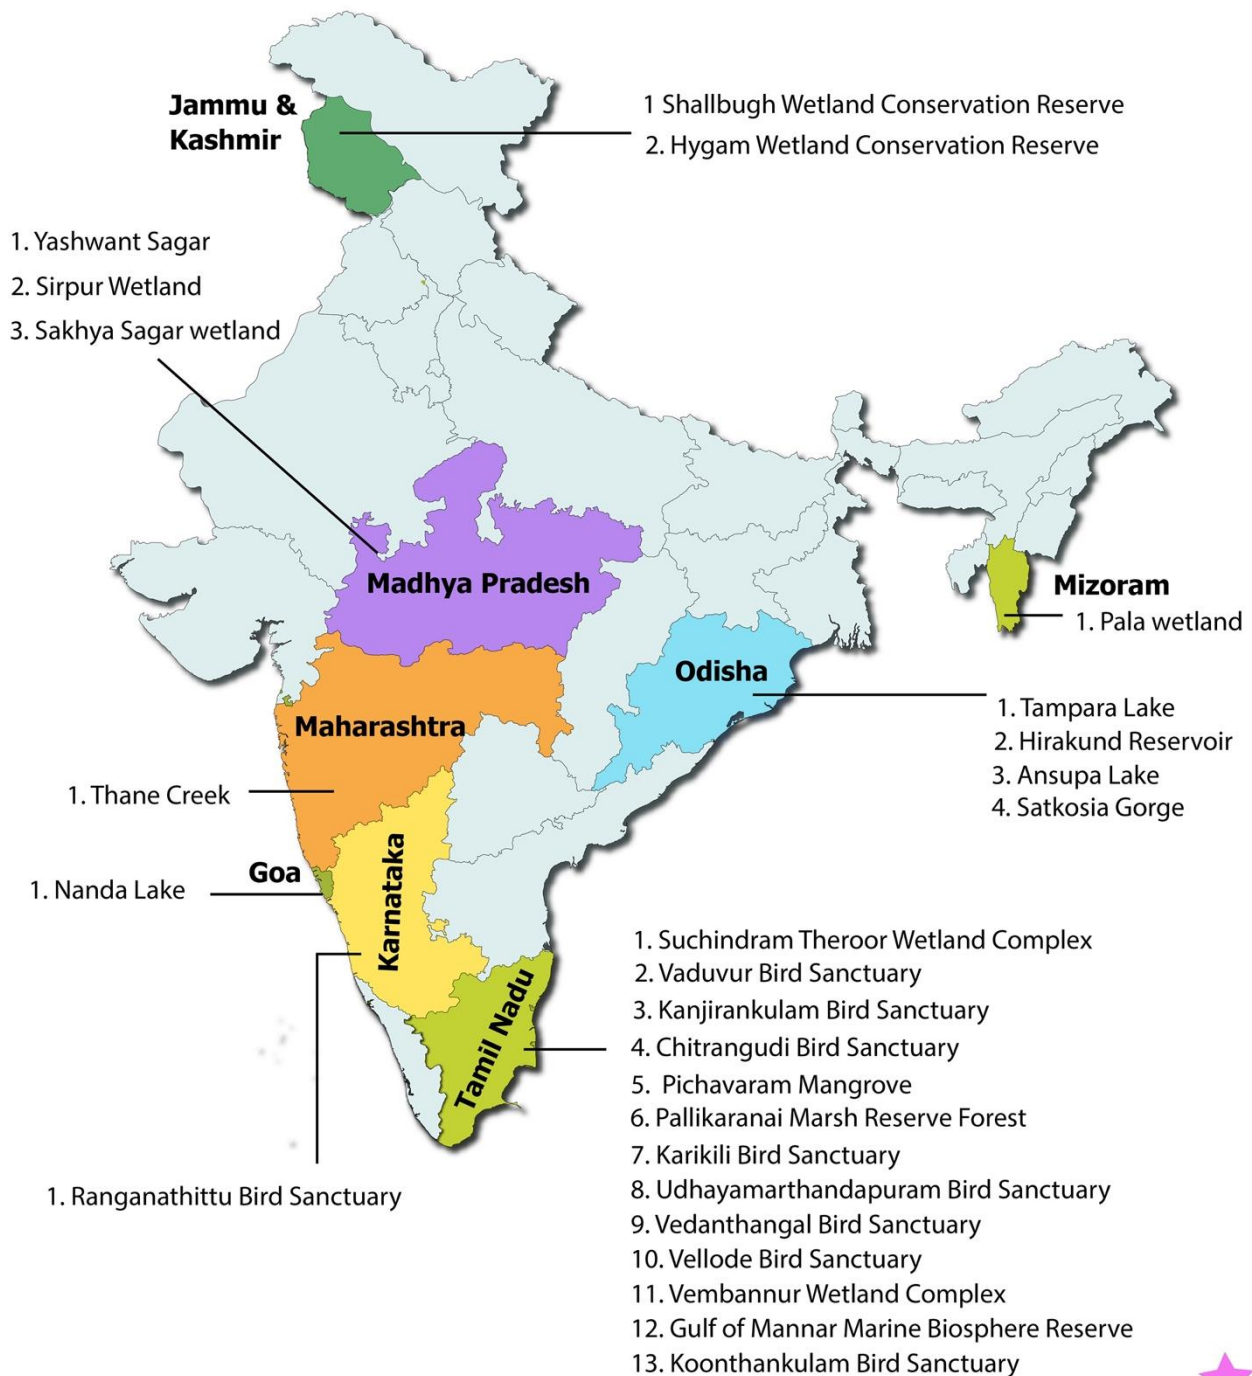 Jammu &
Kashmir
1 Shallbugh Wetland Conservation Reserve
2. Hygam Wetland Conservation Reserve
1. Yashwant Sagar
2. Sirpur Wetland
3. Sakhya Sagar wetland
Madhya Pradesh
Mizoram
1. Pala wetland
Odisha
1. Tampara Lake
2. Hirakund Reservoir
3. Ansupa Lake
4. Satkosia Gorge
Maharashtra
1. Thane Creek
Goa
1. Nanda Lake
Karnataka
1. Ranganathittu Bird Sanctuary
Tamil Nadu
1. Suchindram Theroor Wetland Complex
2. Vaduvur Bird Sanctuary
3. Kanjirankulam Bird Sanctuary
4. Chitrangudi Bird Sanctuary
5. Pichavaram Mangrove
6. Pallikaranai Marsh Reserve Forest
7. Karikili Bird Sanctuary
8. Udhayamarthandapuram Bird Sanctuary
9. Vedanthangal Bird Sanctuary
10. Vellode Bird Sanctuary
11. Vembannur Wetland Complex
12. Gulf of Mannar Marine Biosphere Reserve
13. Koonthankulam Bird Sanctuary